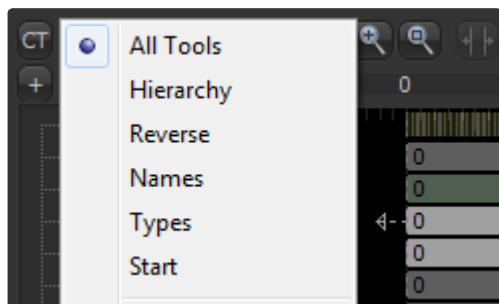 CT
All Tools
Hierarchy
Reverse
Names
Types
Start
+
0
0
0
0
0
0